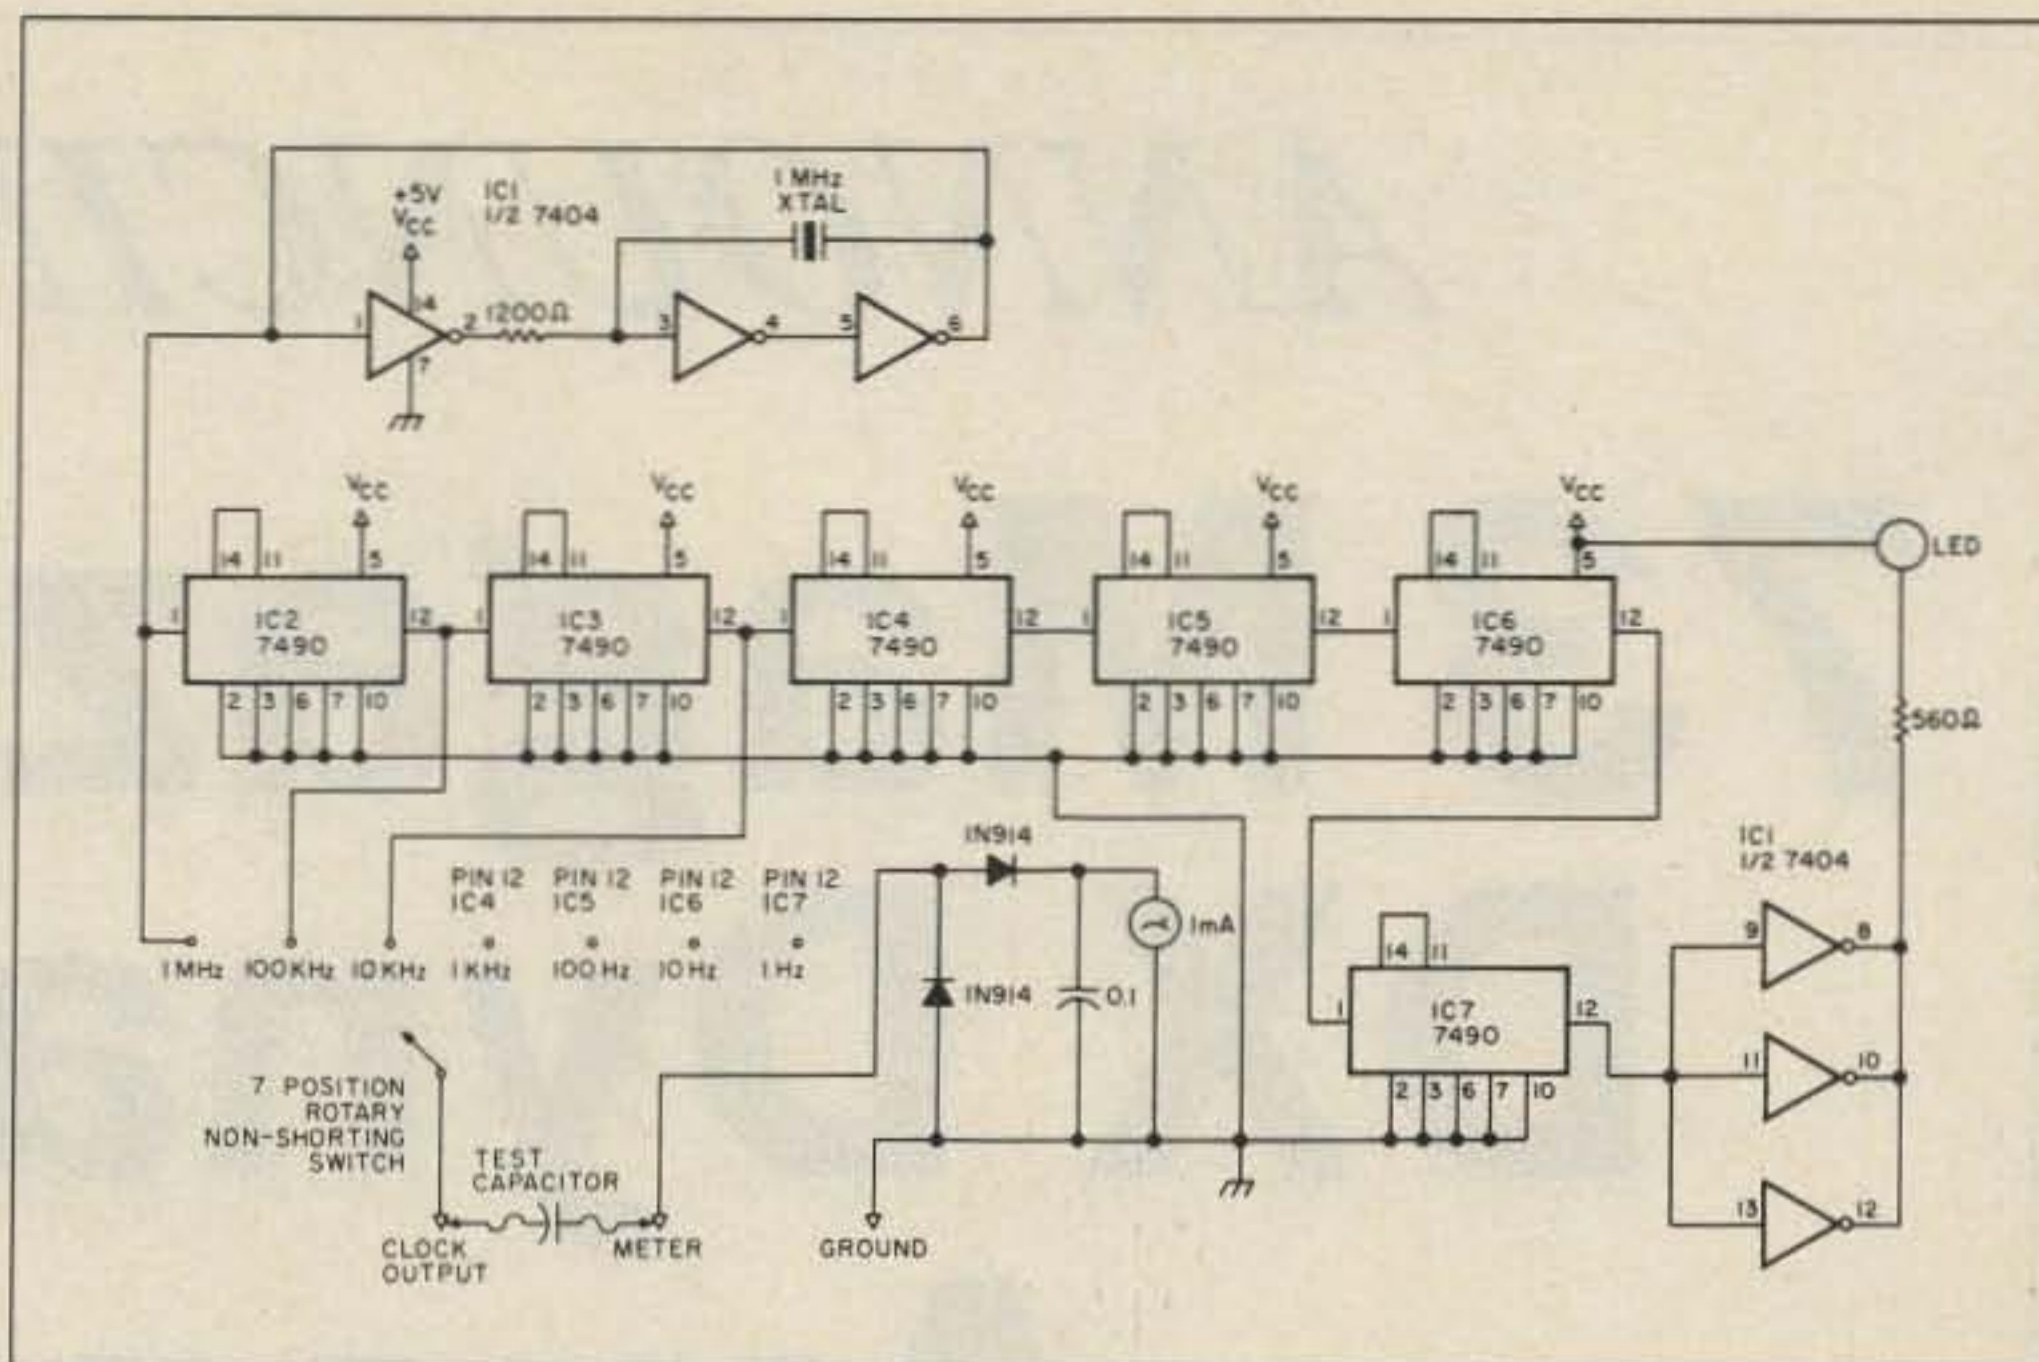 +5V
VCC
IC1
1/2 7404
1 MHz
XTAL
14
1
2
1200Ω
3
4
5
6
7
VCC
VCC
VCC
VCC
VCC
14 11 5
14 11 5
14 11 5
14 11 5
14 11 5
LED
1
IC2
7490
12
1
IC3
7490
12
1
IC4
7490
12
1
IC5
7490
12
1
IC6
7490
12
2 3 6 7 10
2 3 6 7 10
2 3 6 7 10
2 3 6 7 10
2 3 6 7 10
560Ω
1N914
IC1
1/2 7404
PIN 12
IC4
PIN 12
IC5
PIN 12
IC6
PIN 12
IC7
1mA
1MHz
100KHz
10KHz
1KHz
100Hz
10Hz
1Hz
1N914
0.1
14 11
1
IC7
7490
12
2 3 6 7 10
9
8
11
10
13
12
7 POSITION
ROTARY
NON-SHORTING
SWITCH
TEST
CAPACITOR
CLOCK
OUTPUT
METER
GROUND